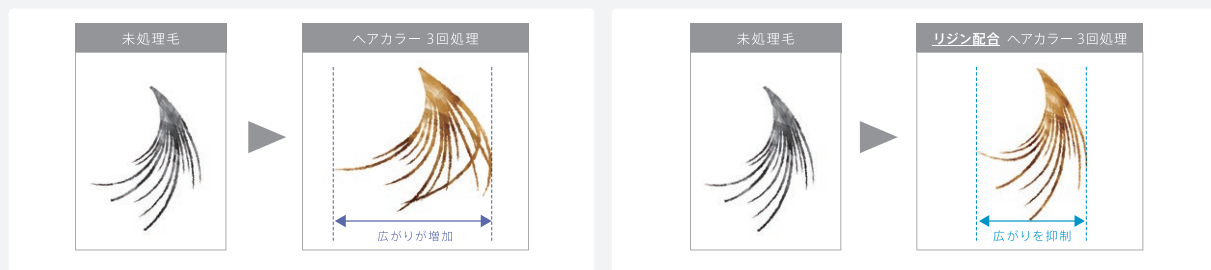 未処理毛
ヘアカラー 3回処理
広がりが増加
未処理毛
リジン配合 ヘアカラー 3回処理
広がりを抑制